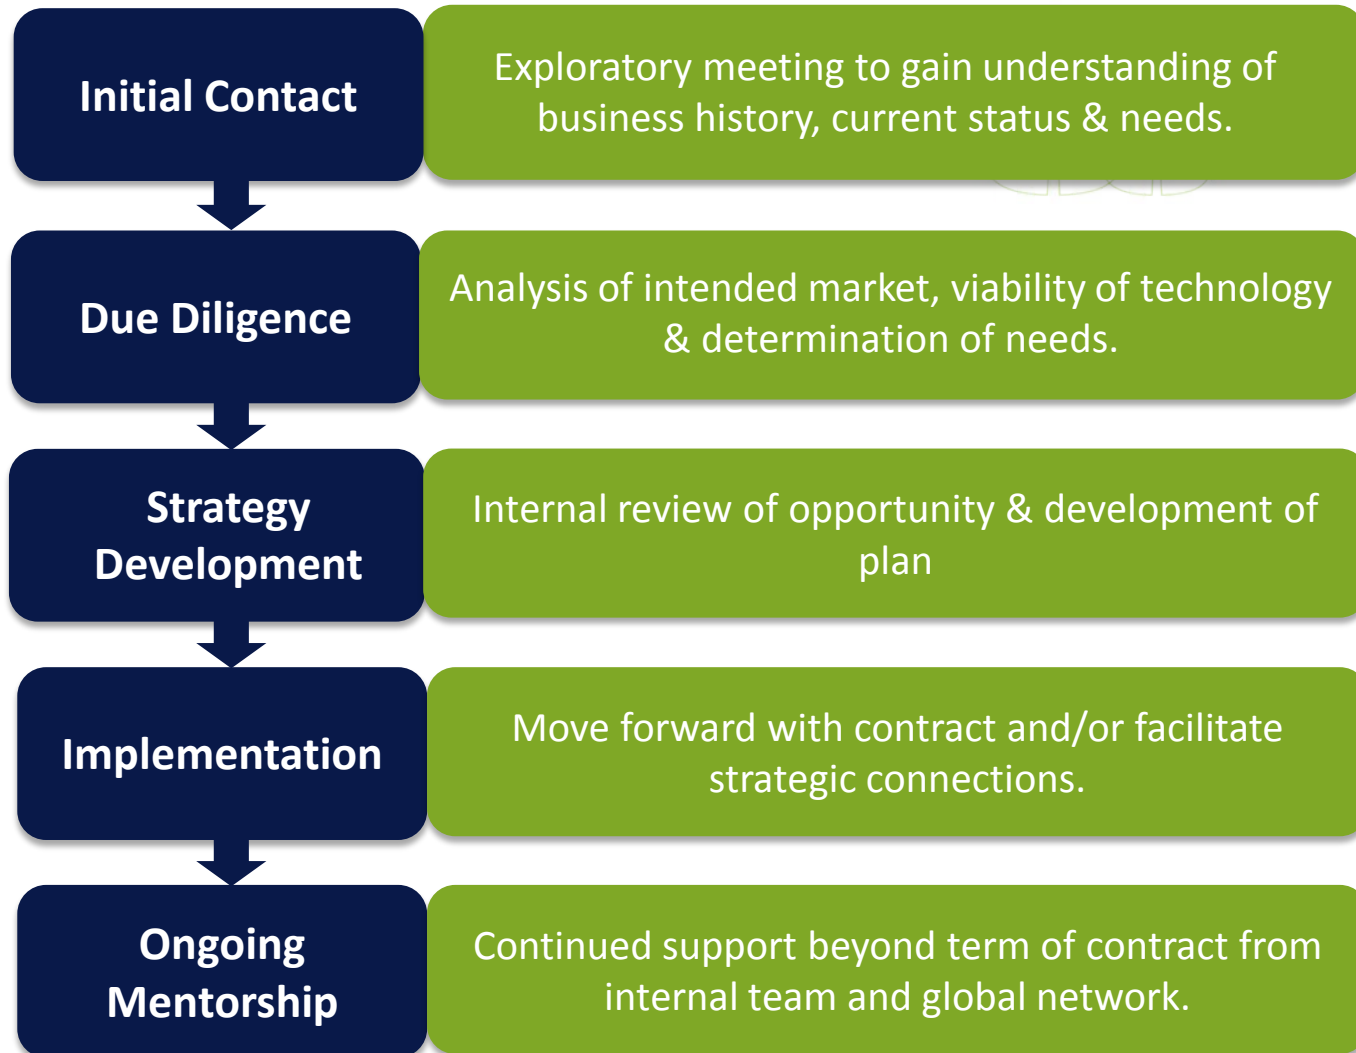 Initial Contact
Exploratory meeting to gain understanding of
business history, current status & needs.
Due Diligence
Analysis of intended market, viability of technology
& determination of needs.
Strategy
Development
Internal review of opportunity & development of
plan
Implementation
Move forward with contract and/or facilitate
strategic connections.
Ongoing
Mentorship
Continued support beyond term of contract from
internal team and global network.